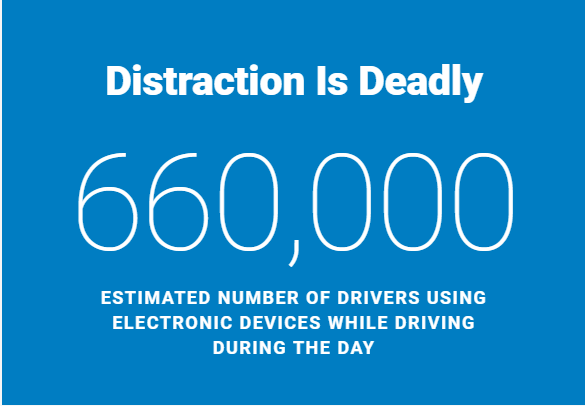 Distraction Is Deadly
660,000
ESTIMATED NUMBER OF DRIVERS USING
ELECTRONIC DEVICES WHILE DRIVING
DURING THE DAY